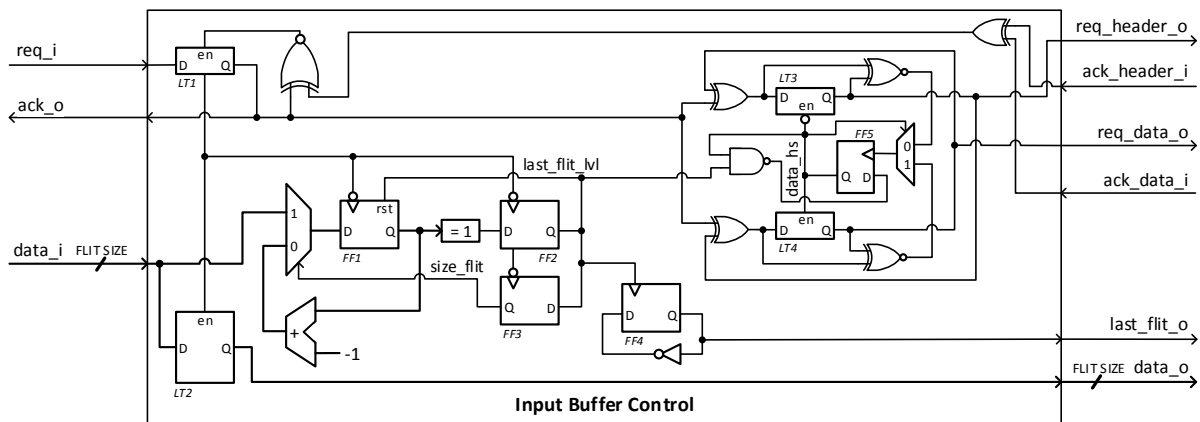 req_i
ack_o
data_i FLIT SIZE
en
D Q
LT1
en
D Q
LT2
1
0
+
-1
rst
D Q
FF1
size_flit
= 1
last_flit_lvl
D Q
FF2
Q D
FF3
D Q
FF4
LT3
D Q
en
data_hs
FF5
Q D
0
1
en
D Q
LT4
req_header_o
ack_header_i
req_data_o
ack_data_i
last_flit_o
FLIT SIZE data_o
Input Buffer Control